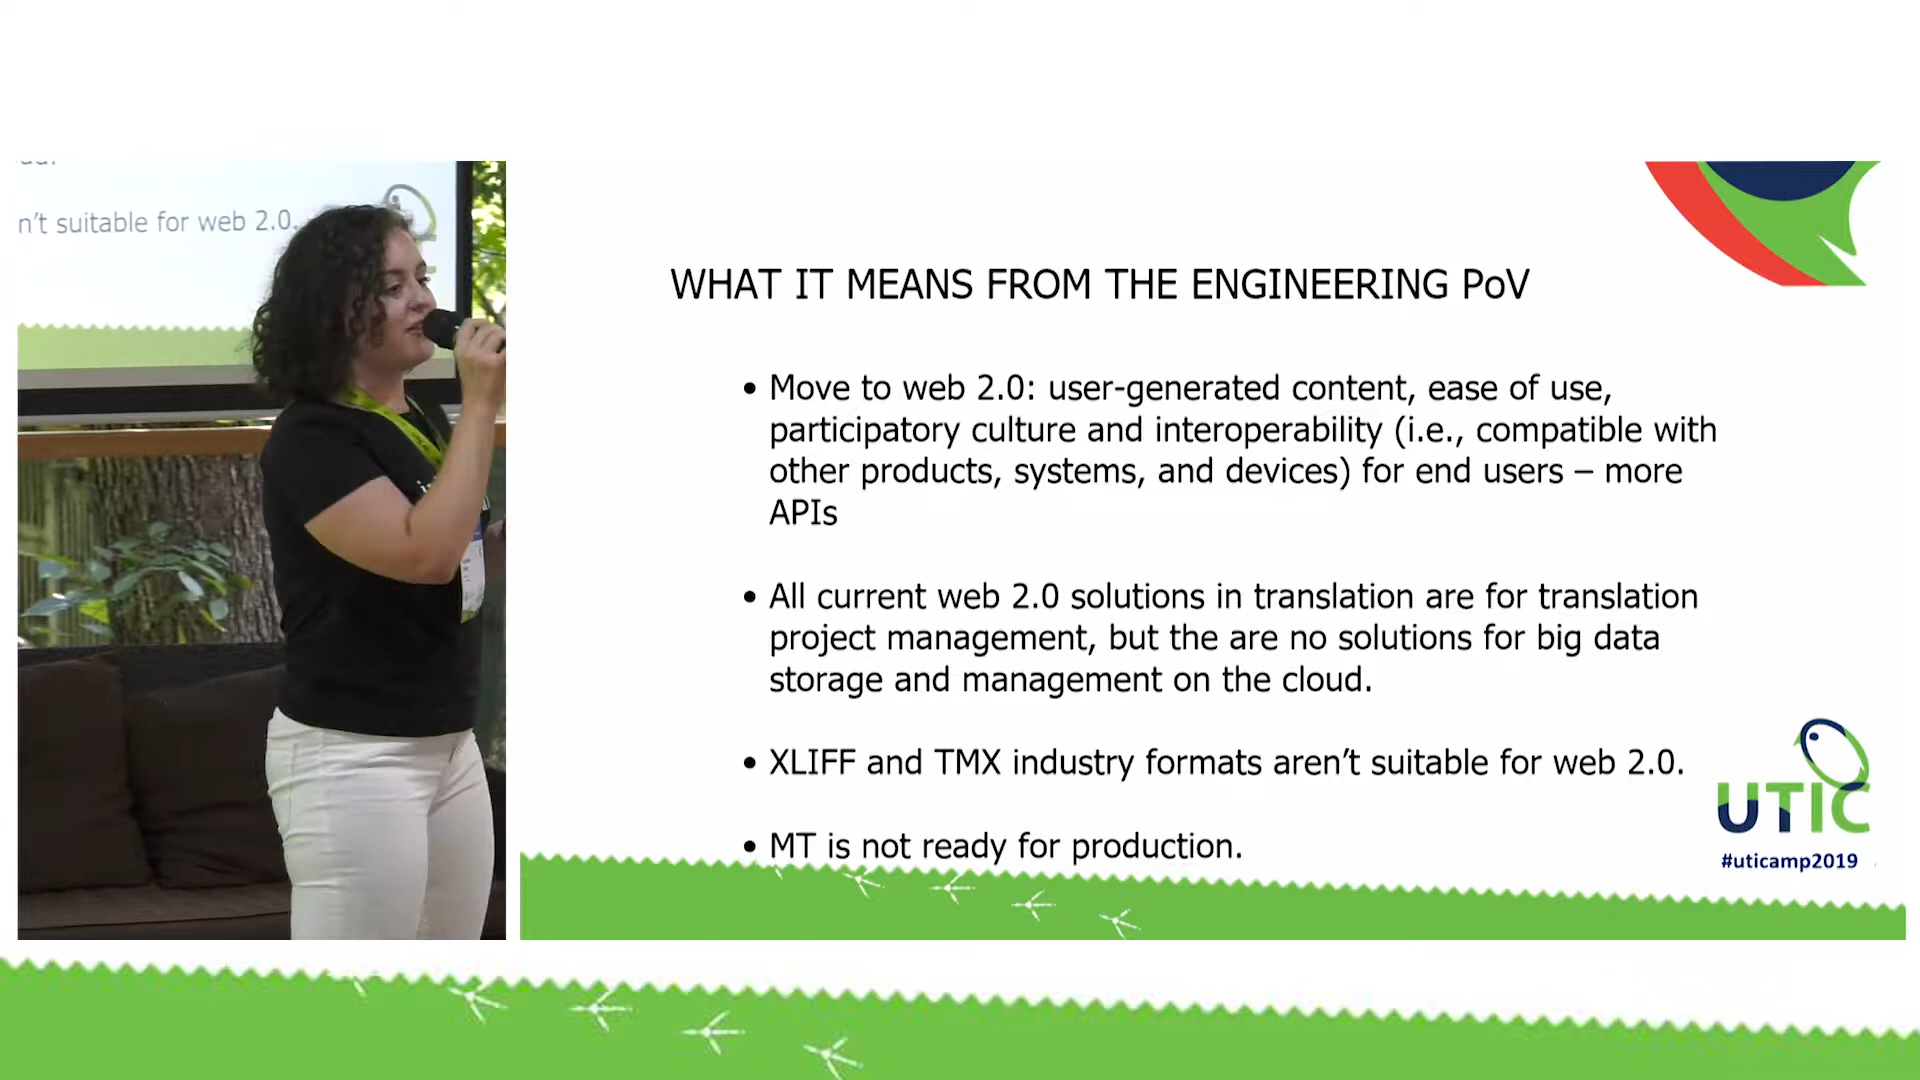 n't suitable for web 2.0.
WHAT IT MEANS FROM THE ENGINEERING PoV
• Move to web 2.0: user-generated content, ease of use,
participatory culture and interoperability (i.e., compatible with
other products, systems, and devices) for end users – more
APIs
• All current web 2.0 solutions in translation are for translation
project management, but the are no solutions for big data
storage and management on the cloud.
• XLIFF and TMX industry formats aren't suitable for web 2.0.
• MT is not ready for production.
UTIC
#uticamp2019